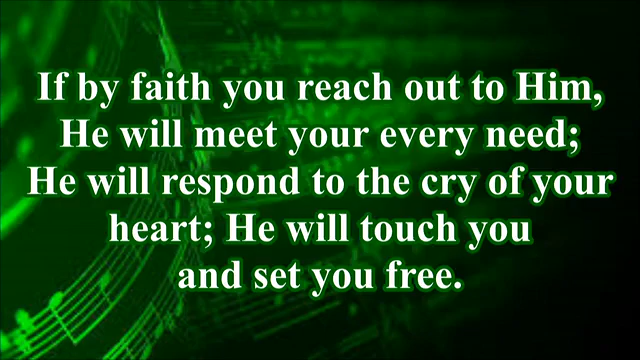 If by faith you reach out to Him,
He will meet your every need;
He will respond to the cry of your
heart; He will touch you
and set you free.